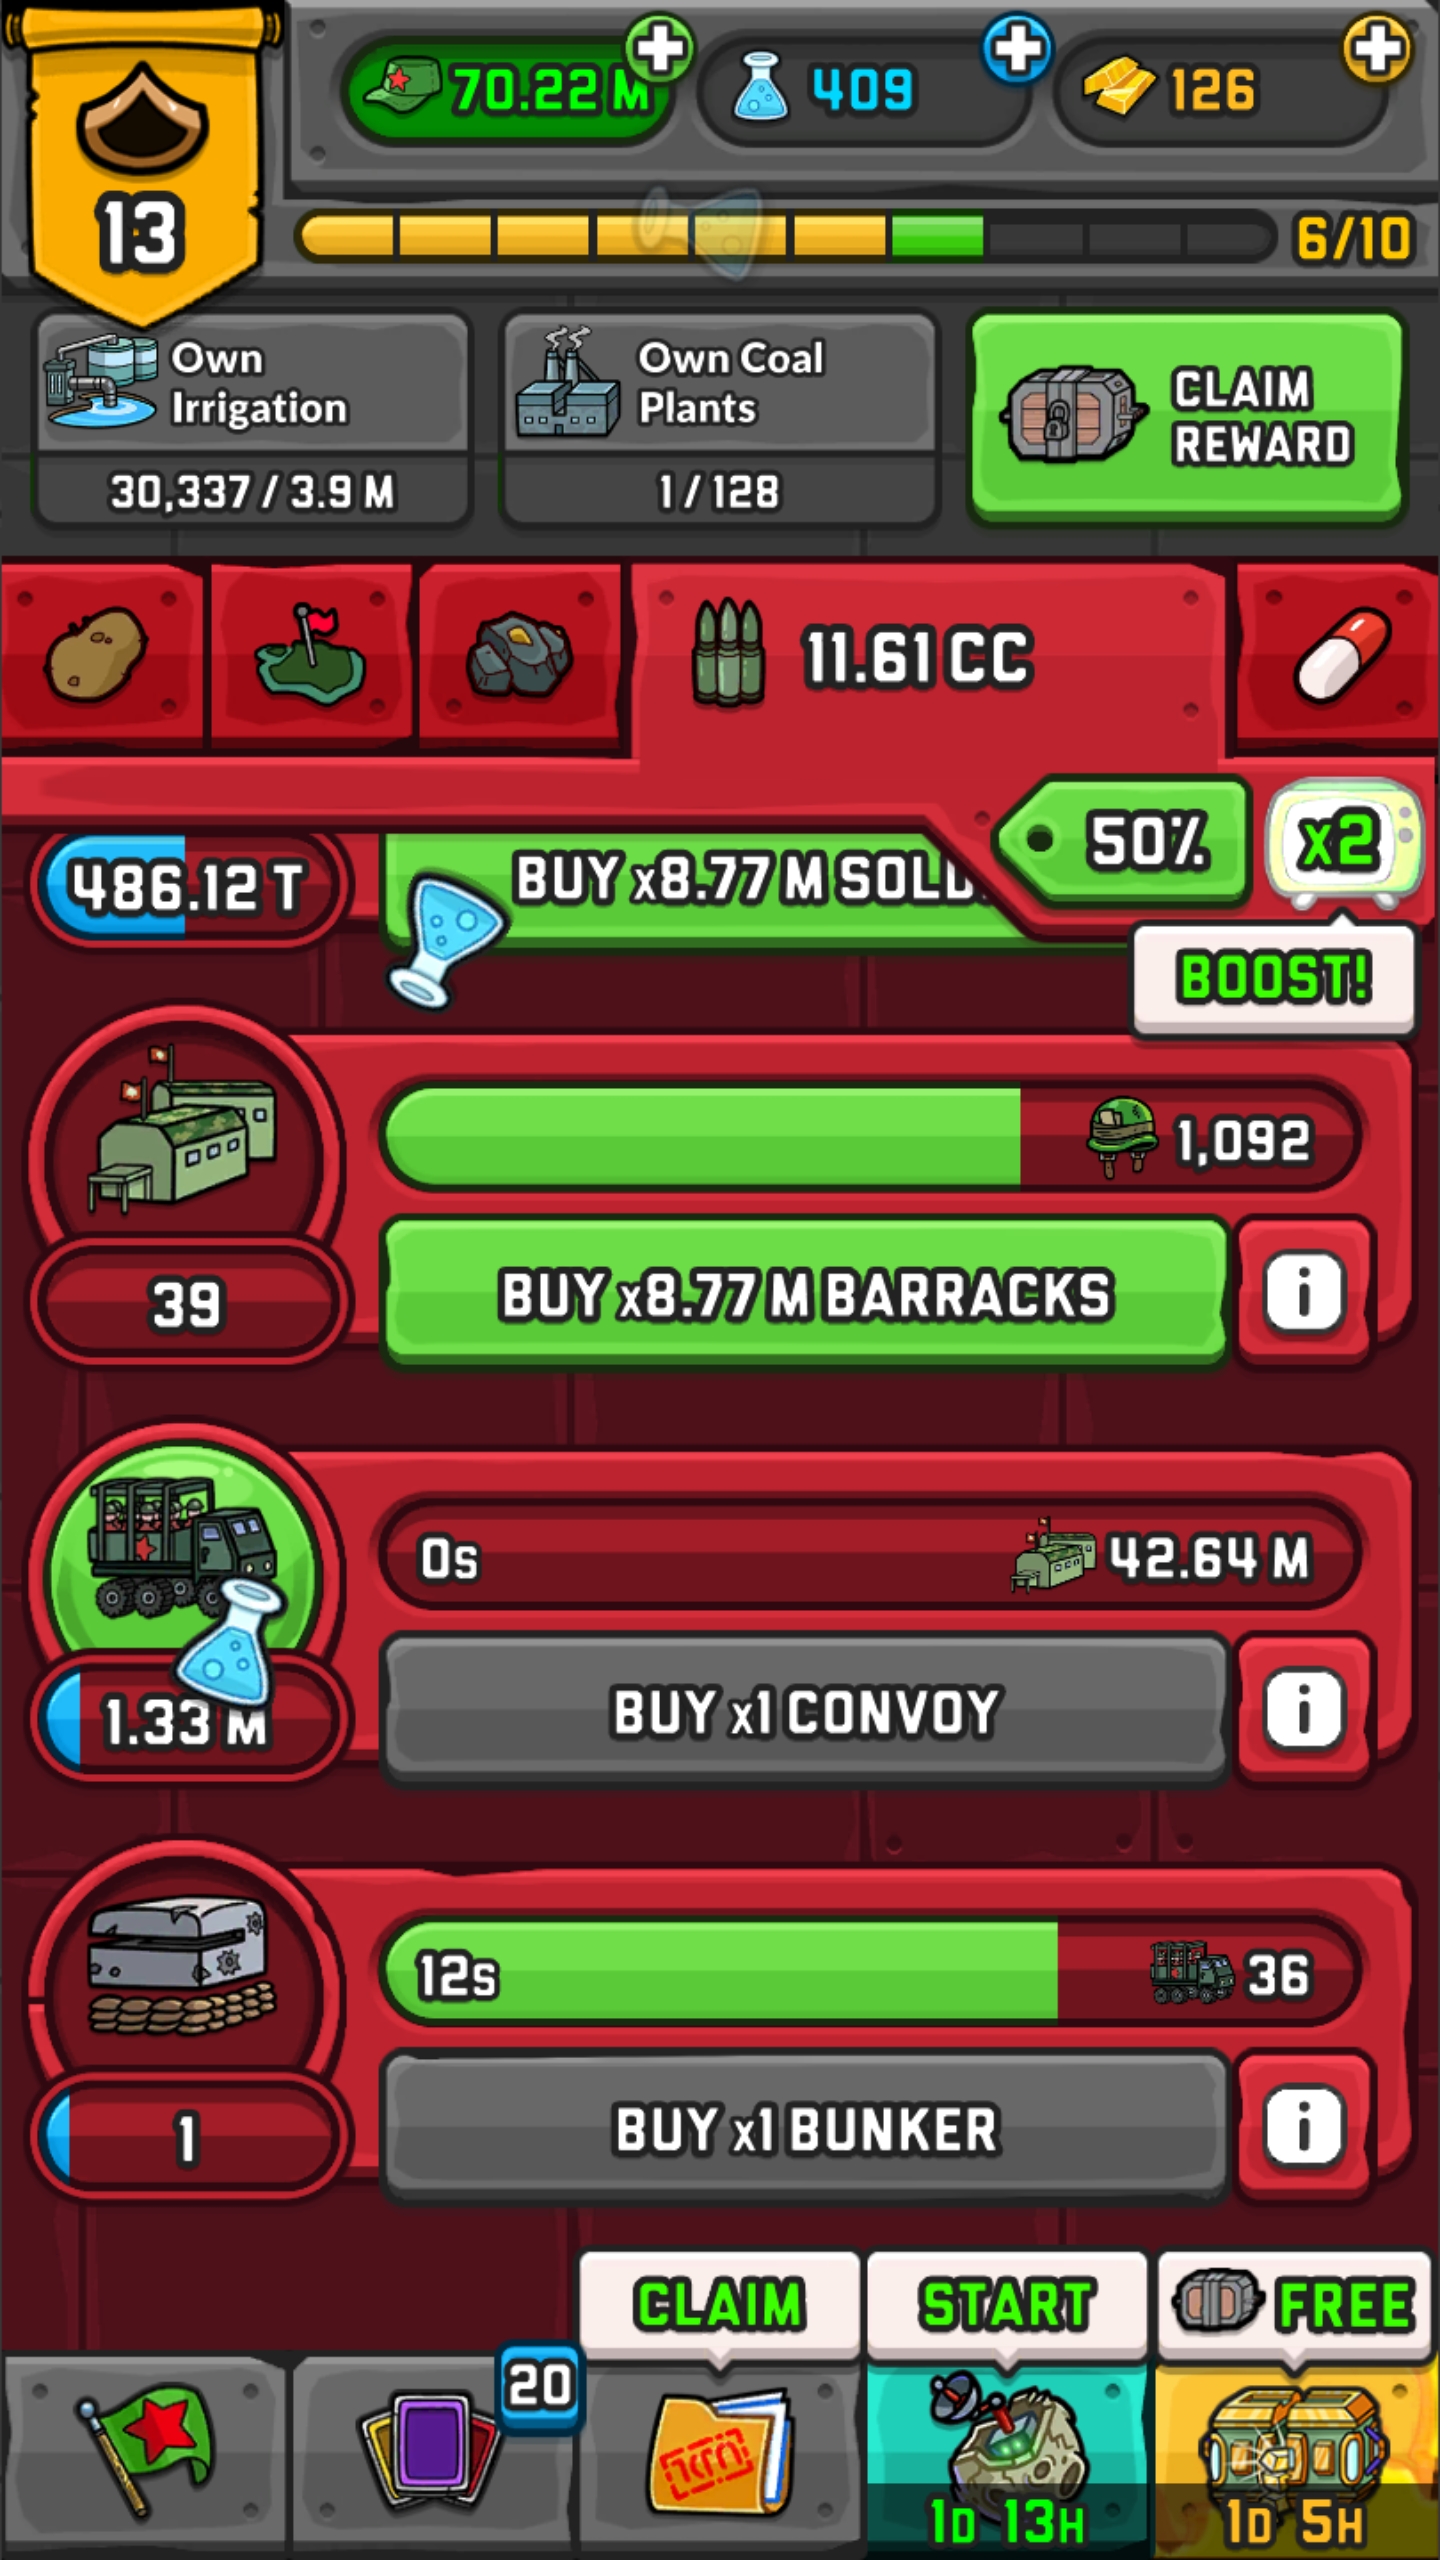 70.22 M
409
126
13
6/10
Own
Irrigation
30,337 / 3.9 M
Own Coal
Plants
1 / 128
CLAIM
REWARD
11.61 CC
50%
x2
BOOST!
486.12 T
BUY x8.77 M SOLD
1,092
39
BUY x8.77 M BARRACKS
i
0s
42.64 M
1.33 M
BUY x1 CONVOY
i
12s
36
1
BUY x1 BUNKER
i
CLAIM
START
FREE
20
1D 13H
1D 5H